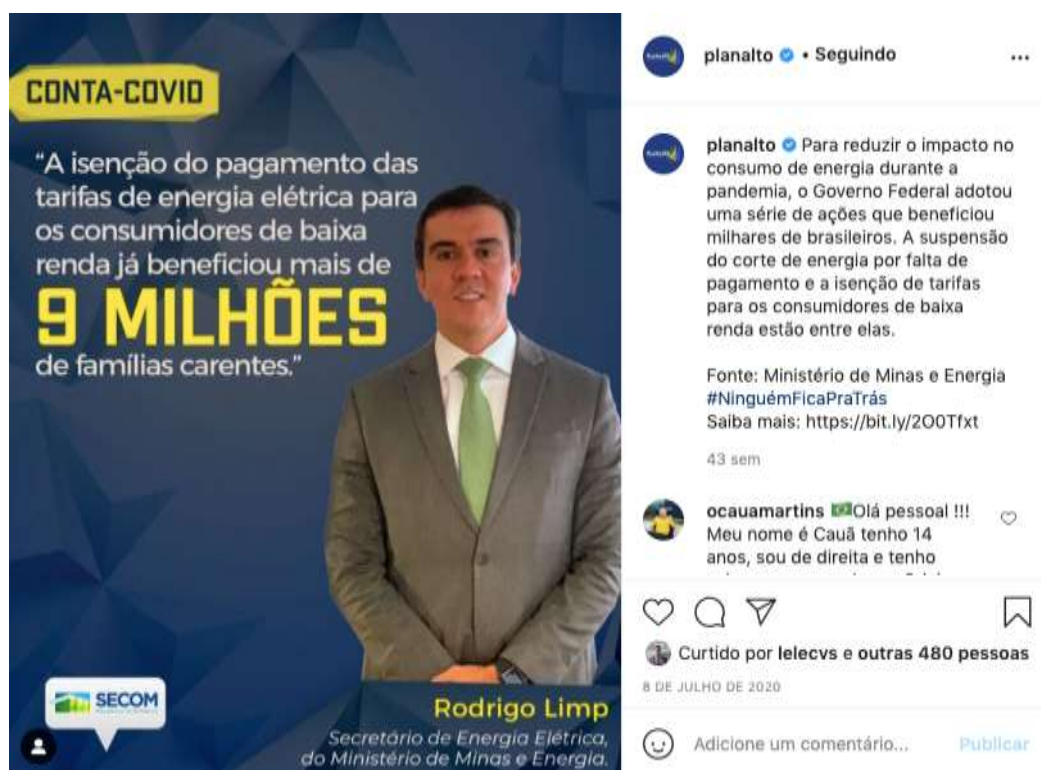 CONTA-COVID
“A isenção do pagamento das
tarifas de energia elétrica para
os consumidores de baixa
renda já beneficiou mais de
9 MILHÕES
de famílias carentes.”
SECOM
Rodrigo Limp
Secretário de Energia Elétrica,
do Ministério de Minas e Energia.
planalto • Seguindo
planalto Para reduzir o impacto no
consumo de energia durante a
pandemia, o Governo Federal adotou
uma série de ações que beneficiou
milhares de brasileiros. A suspensão
do corte de energia por falta de
pagamento e a isenção de tarifas
para os consumidores de baixa
renda estão entre elas.
Fonte: Ministério de Minas e Energia
#NinguémFicaPraTrás
Saiba mais: https://bit.ly/2O0Tfxt
43 sem
ocauamartins Olá pessoal !!!
Meu nome é Cauã tenho 14
anos, sou de direita e tenho
Curtido por lelecvs e outras 480 pessoas
8 DE JULHO DE 2020
Adicione um comentário...
Publicar